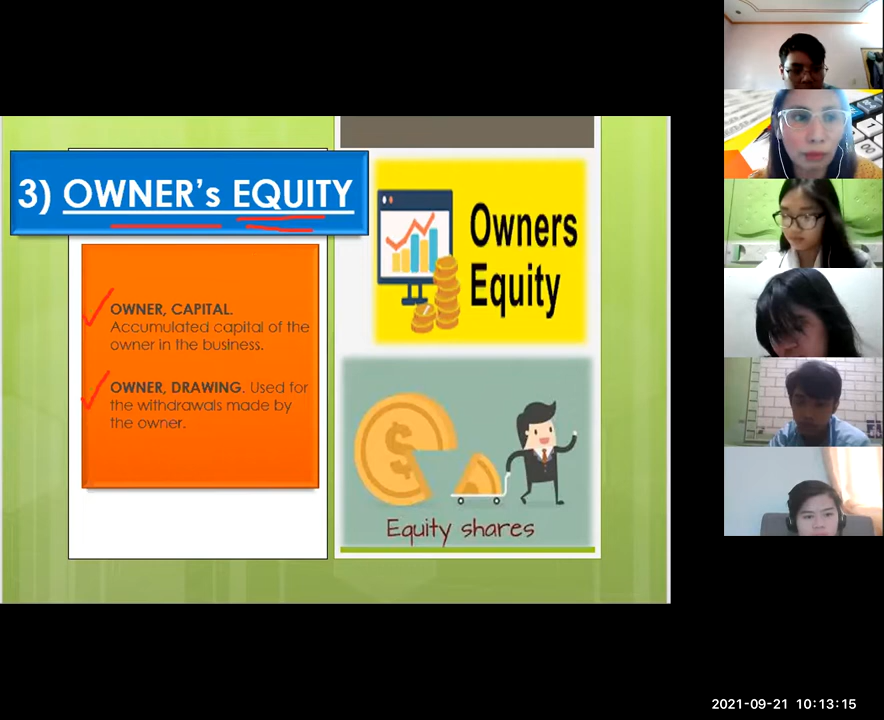 3) OWNER's EQUITY
OWNER, CAPITAL.
Accumulated capital of the
owner in the business.
OWNER, DRAWING. Used for
the withdrawals made by
the owner.
Owners
Equity
Equity shares
2021-09-21 10:13:15